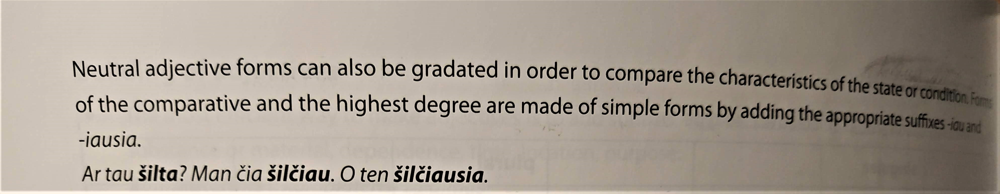 Neutral adjective forms can also be gradated in order to compare the characteristics of the state or condition. Forms
of the comparative and the highest degree are made of simple forms by adding the appropriate suffixes -iau and
-iausia.
Ar tau šilta? Man čia šilčiau. O ten šilčiausia.